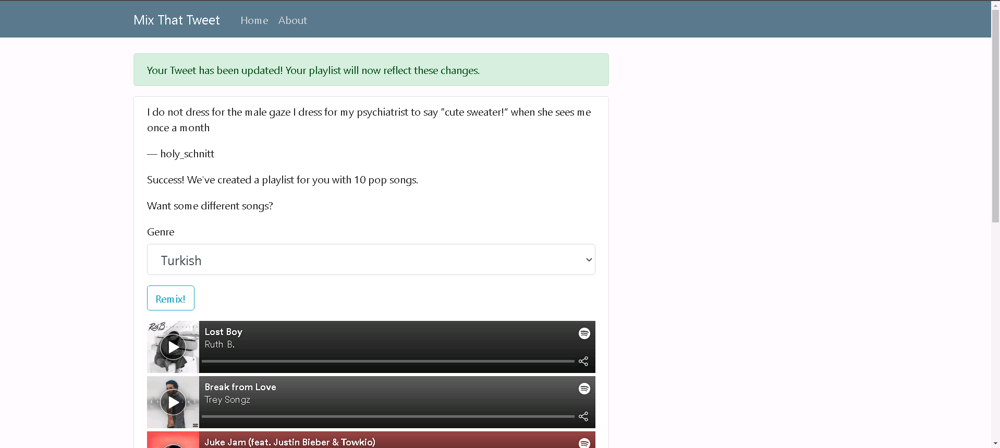 Mix That Tweet Home About
Your Tweet has been updated! Your playlist will now reflect these changes.
I do not dress for the male gaze I dress for my psychiatrist to say "cute sweater!" when she sees me
once a month
— holy_schnitt
Success! We've created a playlist for you with 10 pop songs.
Want some different songs?
Genre
Turkish
Remix!
Ruth B
Lost Boy
Ruth B.
Break from Love
Trey Songz
Juke Jam (feat. Justin Bieber & Towkio)